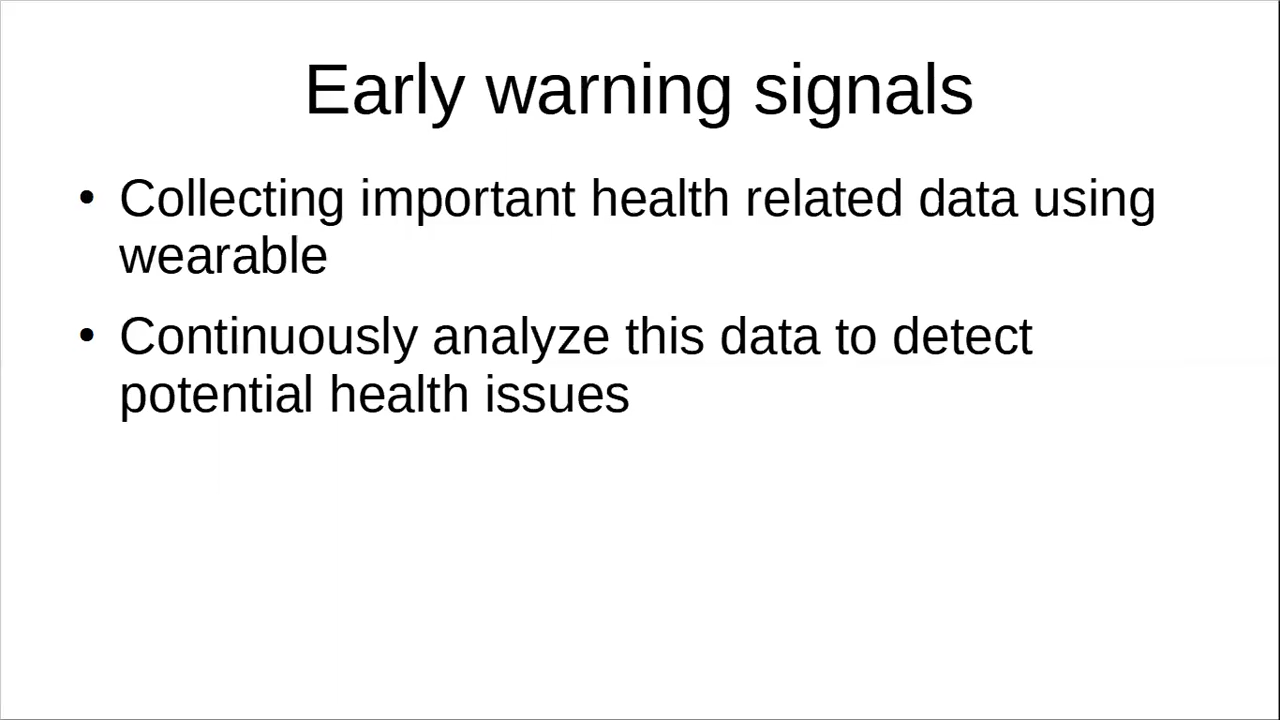 Early warning signals
• Collecting important health related data using
wearable
• Continuously analyze this data to detect
potential health issues